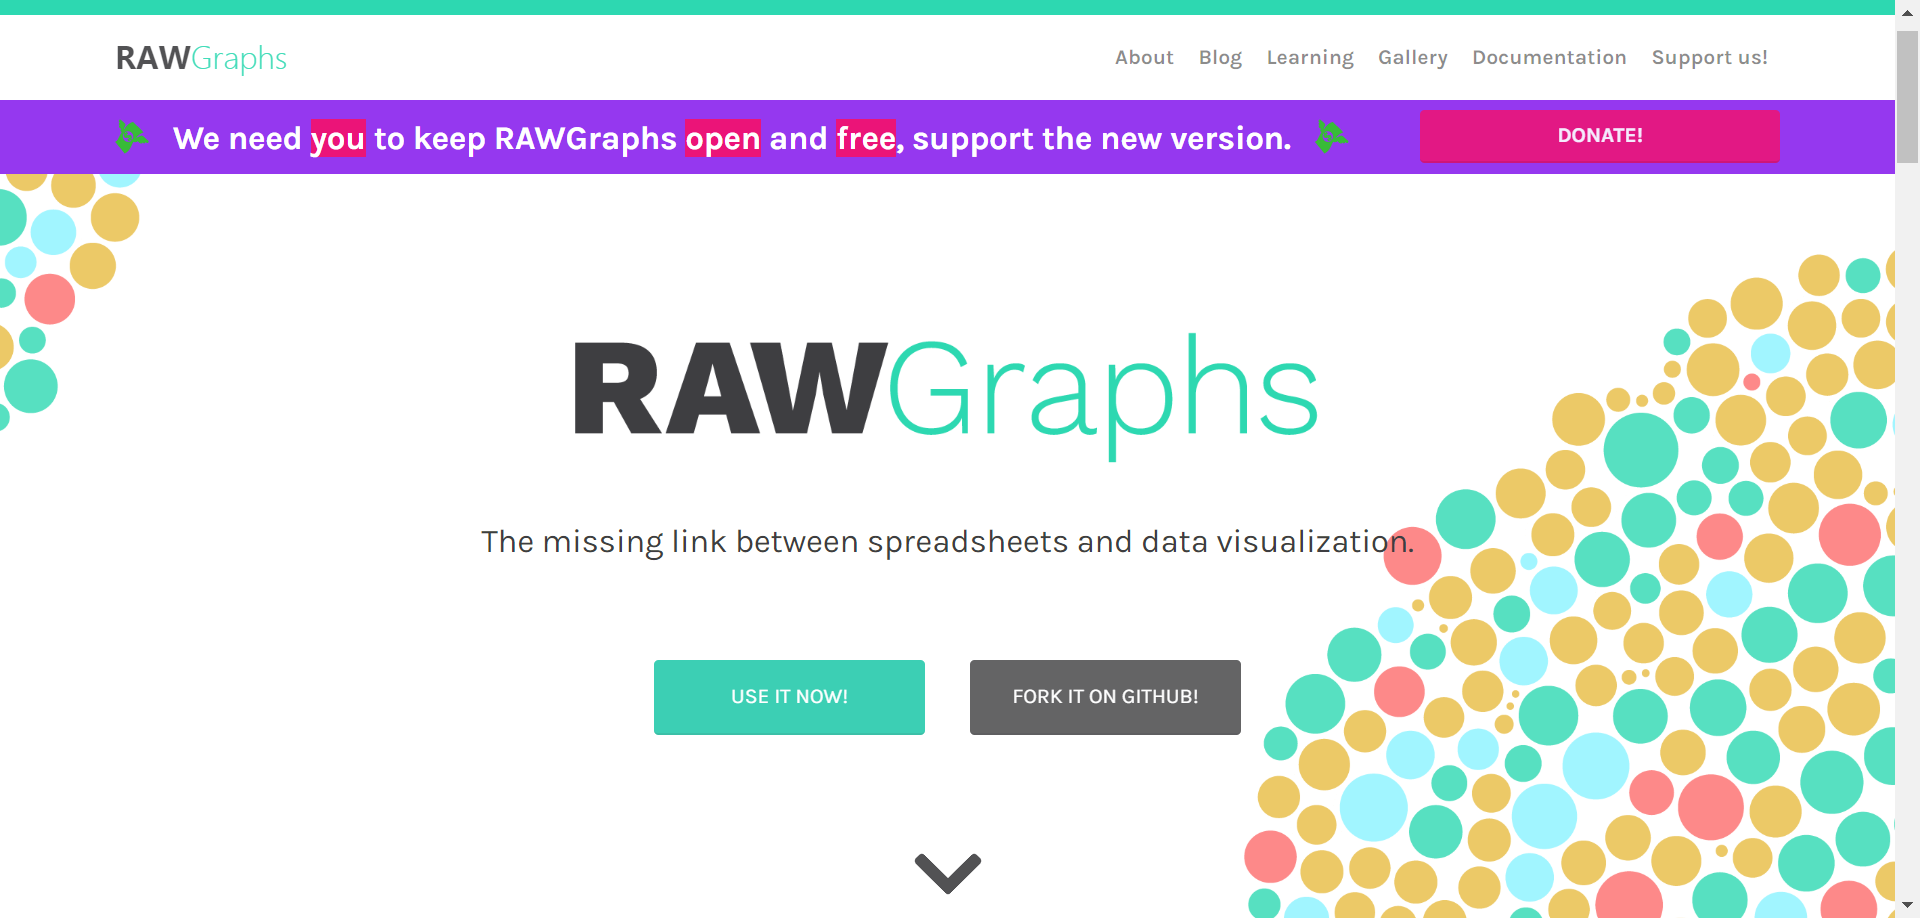 RAWGraphs
About Blog Learning Gallery Documentation Support us!
We need you to keep RAWGraphs open and free, support the new version.
DONATE!
RAWGraphs
The missing link between spreadsheets and data visualization.
USE IT NOW!
FORK IT ON GITHUB!